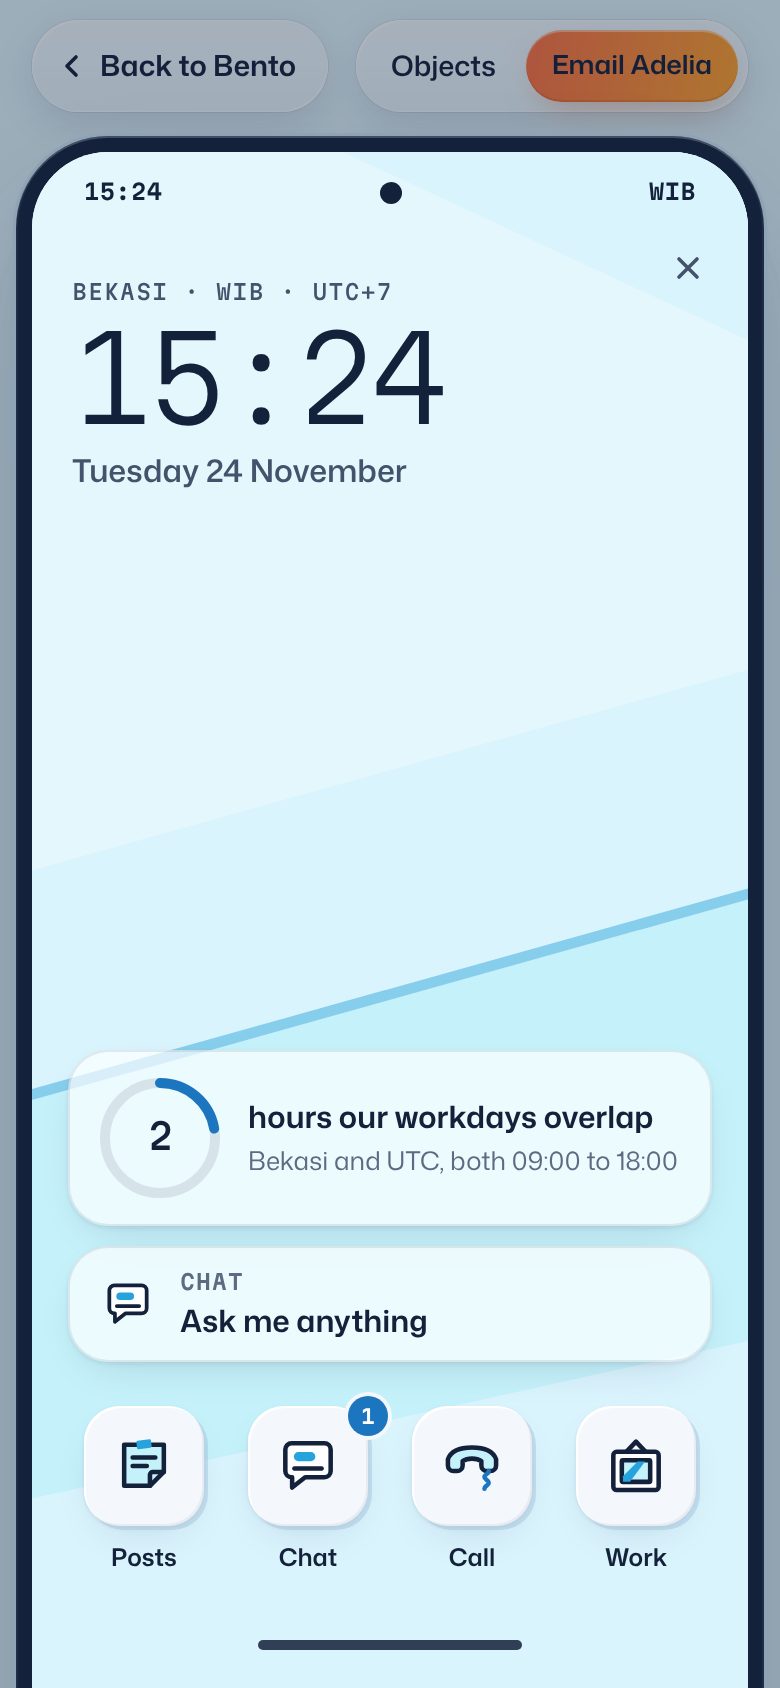 Back to Bento
Objects
Email Adelia
15:24
WIB
BEKASI · WIB · UTC+7
15:24
Tuesday 24 November
2
hours our workdays overlap
Bekasi and UTC, both 09:00 to 18:00
CHAT
Ask me anything
1
Posts
Chat
Call
Work